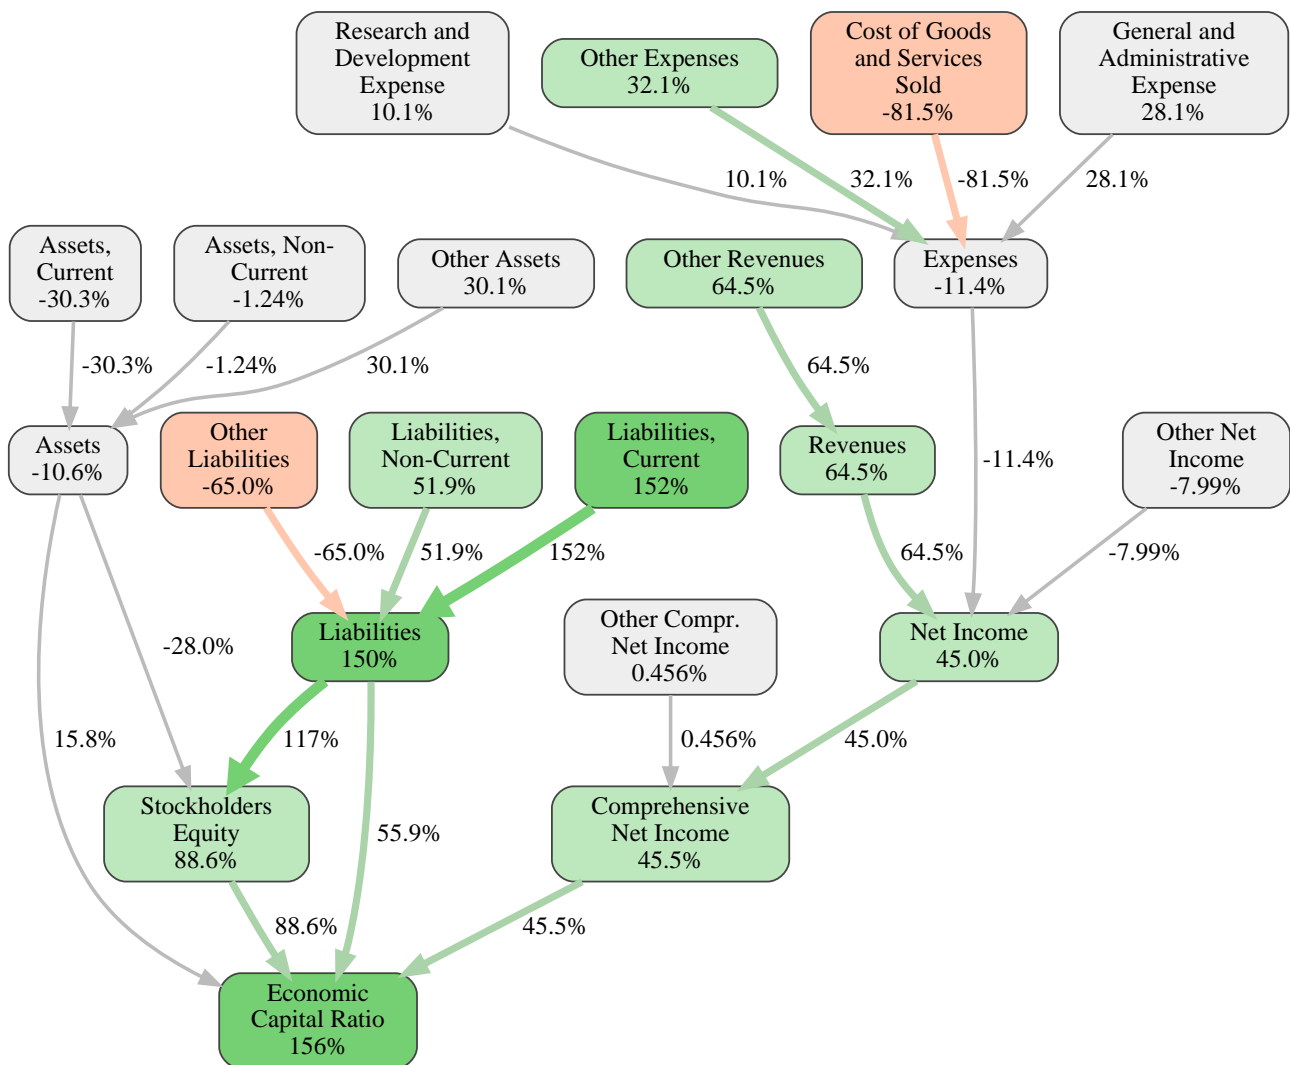 Research and
Development
Expense
10.1%
Other Expenses
32.1%
Cost of Goods
and Services
Sold
-81.5%
General and
Administrative
Expense
28.1%
10.1%
32.1%
-81.5%
28.1%
Assets,
Current
-30.3%
Assets, Non-
Current
-1.24%
Other Assets
30.1%
Other Revenues
64.5%
Expenses
-11.4%
-30.3%
-1.24%
30.1%
64.5%
Assets
-10.6%
Other
Liabilities
-65.0%
Liabilities,
Non-Current
51.9%
Liabilities,
Current
152%
Revenues
64.5%
-11.4%
Other Net
Income
-7.99%
-65.0%
51.9%
152%
64.5%
-7.99%
Liabilities
150%
Other Compr.
Net Income
0.456%
Net Income
45.0%
-28.0%
15.8%
117%
0.456%
45.0%
Stockholders
Equity
88.6%
55.9%
Comprehensive
Net Income
45.5%
88.6%
45.5%
Economic
Capital Ratio
156%